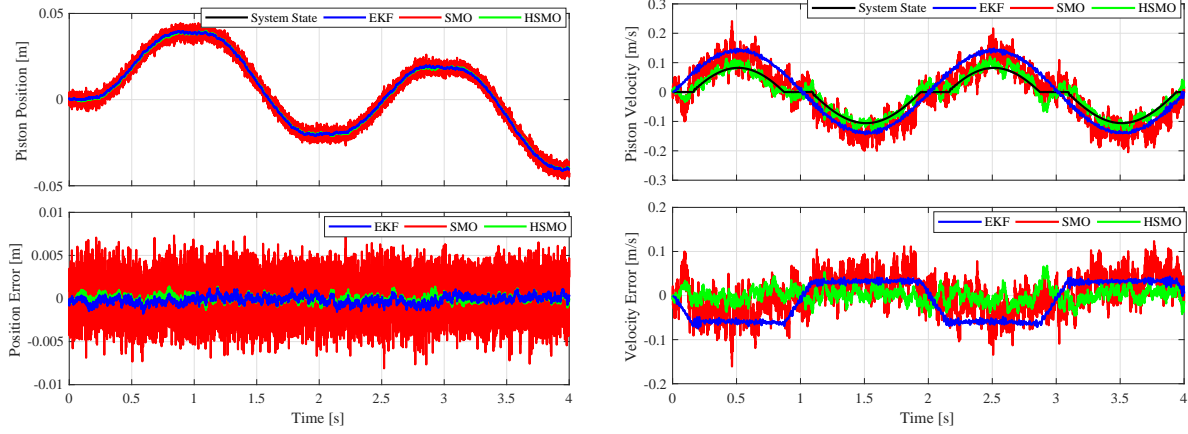 System State EKF SMO HSMO
Piston Position [m]
0.05
0
-0.05
EKF SMO HSMO
Position Error [m]
0.01
0.005
0
-0.005
-0.01
0 0.5 1 1.5 2 2.5 3 3.5 4
Time [s]
System State EKF SMO HSMO
Piston Velocity [m/s]
0.3
0.2
0.1
0
-0.1
-0.2
-0.3
EKF SMO HSMO
Velocity Error [m/s]
0.2
0.1
0
-0.1
-0.2
0 0.5 1 1.5 2 2.5 3 3.5 4
Time [s]